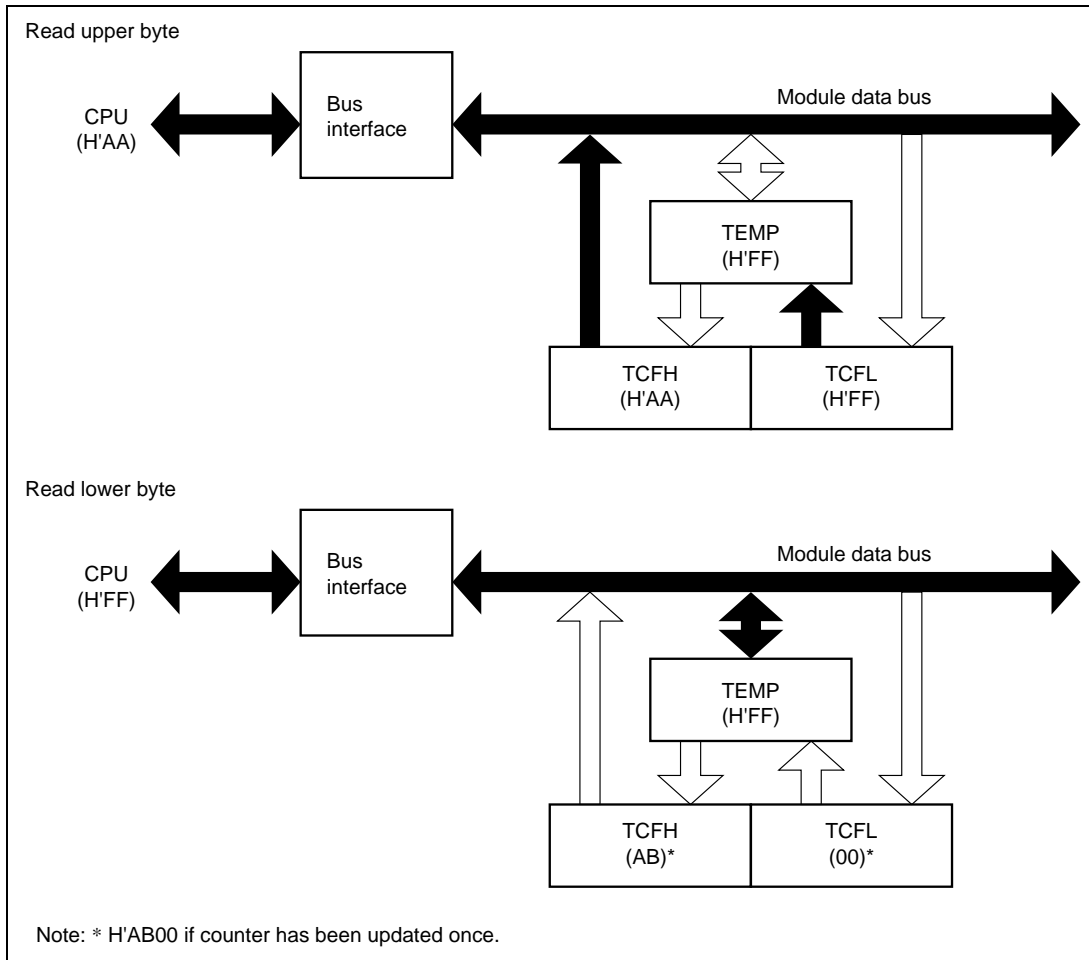 Read upper byte
CPU
(H'AA)
Bus
interface
Module data bus
TEMP
(H'FF)
TCFH
(H'AA)
TCFL
(H'FF)
Read lower byte
CPU
(H'FF)
Bus
interface
Module data bus
TEMP
(H'FF)
TCFH
(AB)*
TCFL
(00)*
Note: * H'AB00 if counter has been updated once.